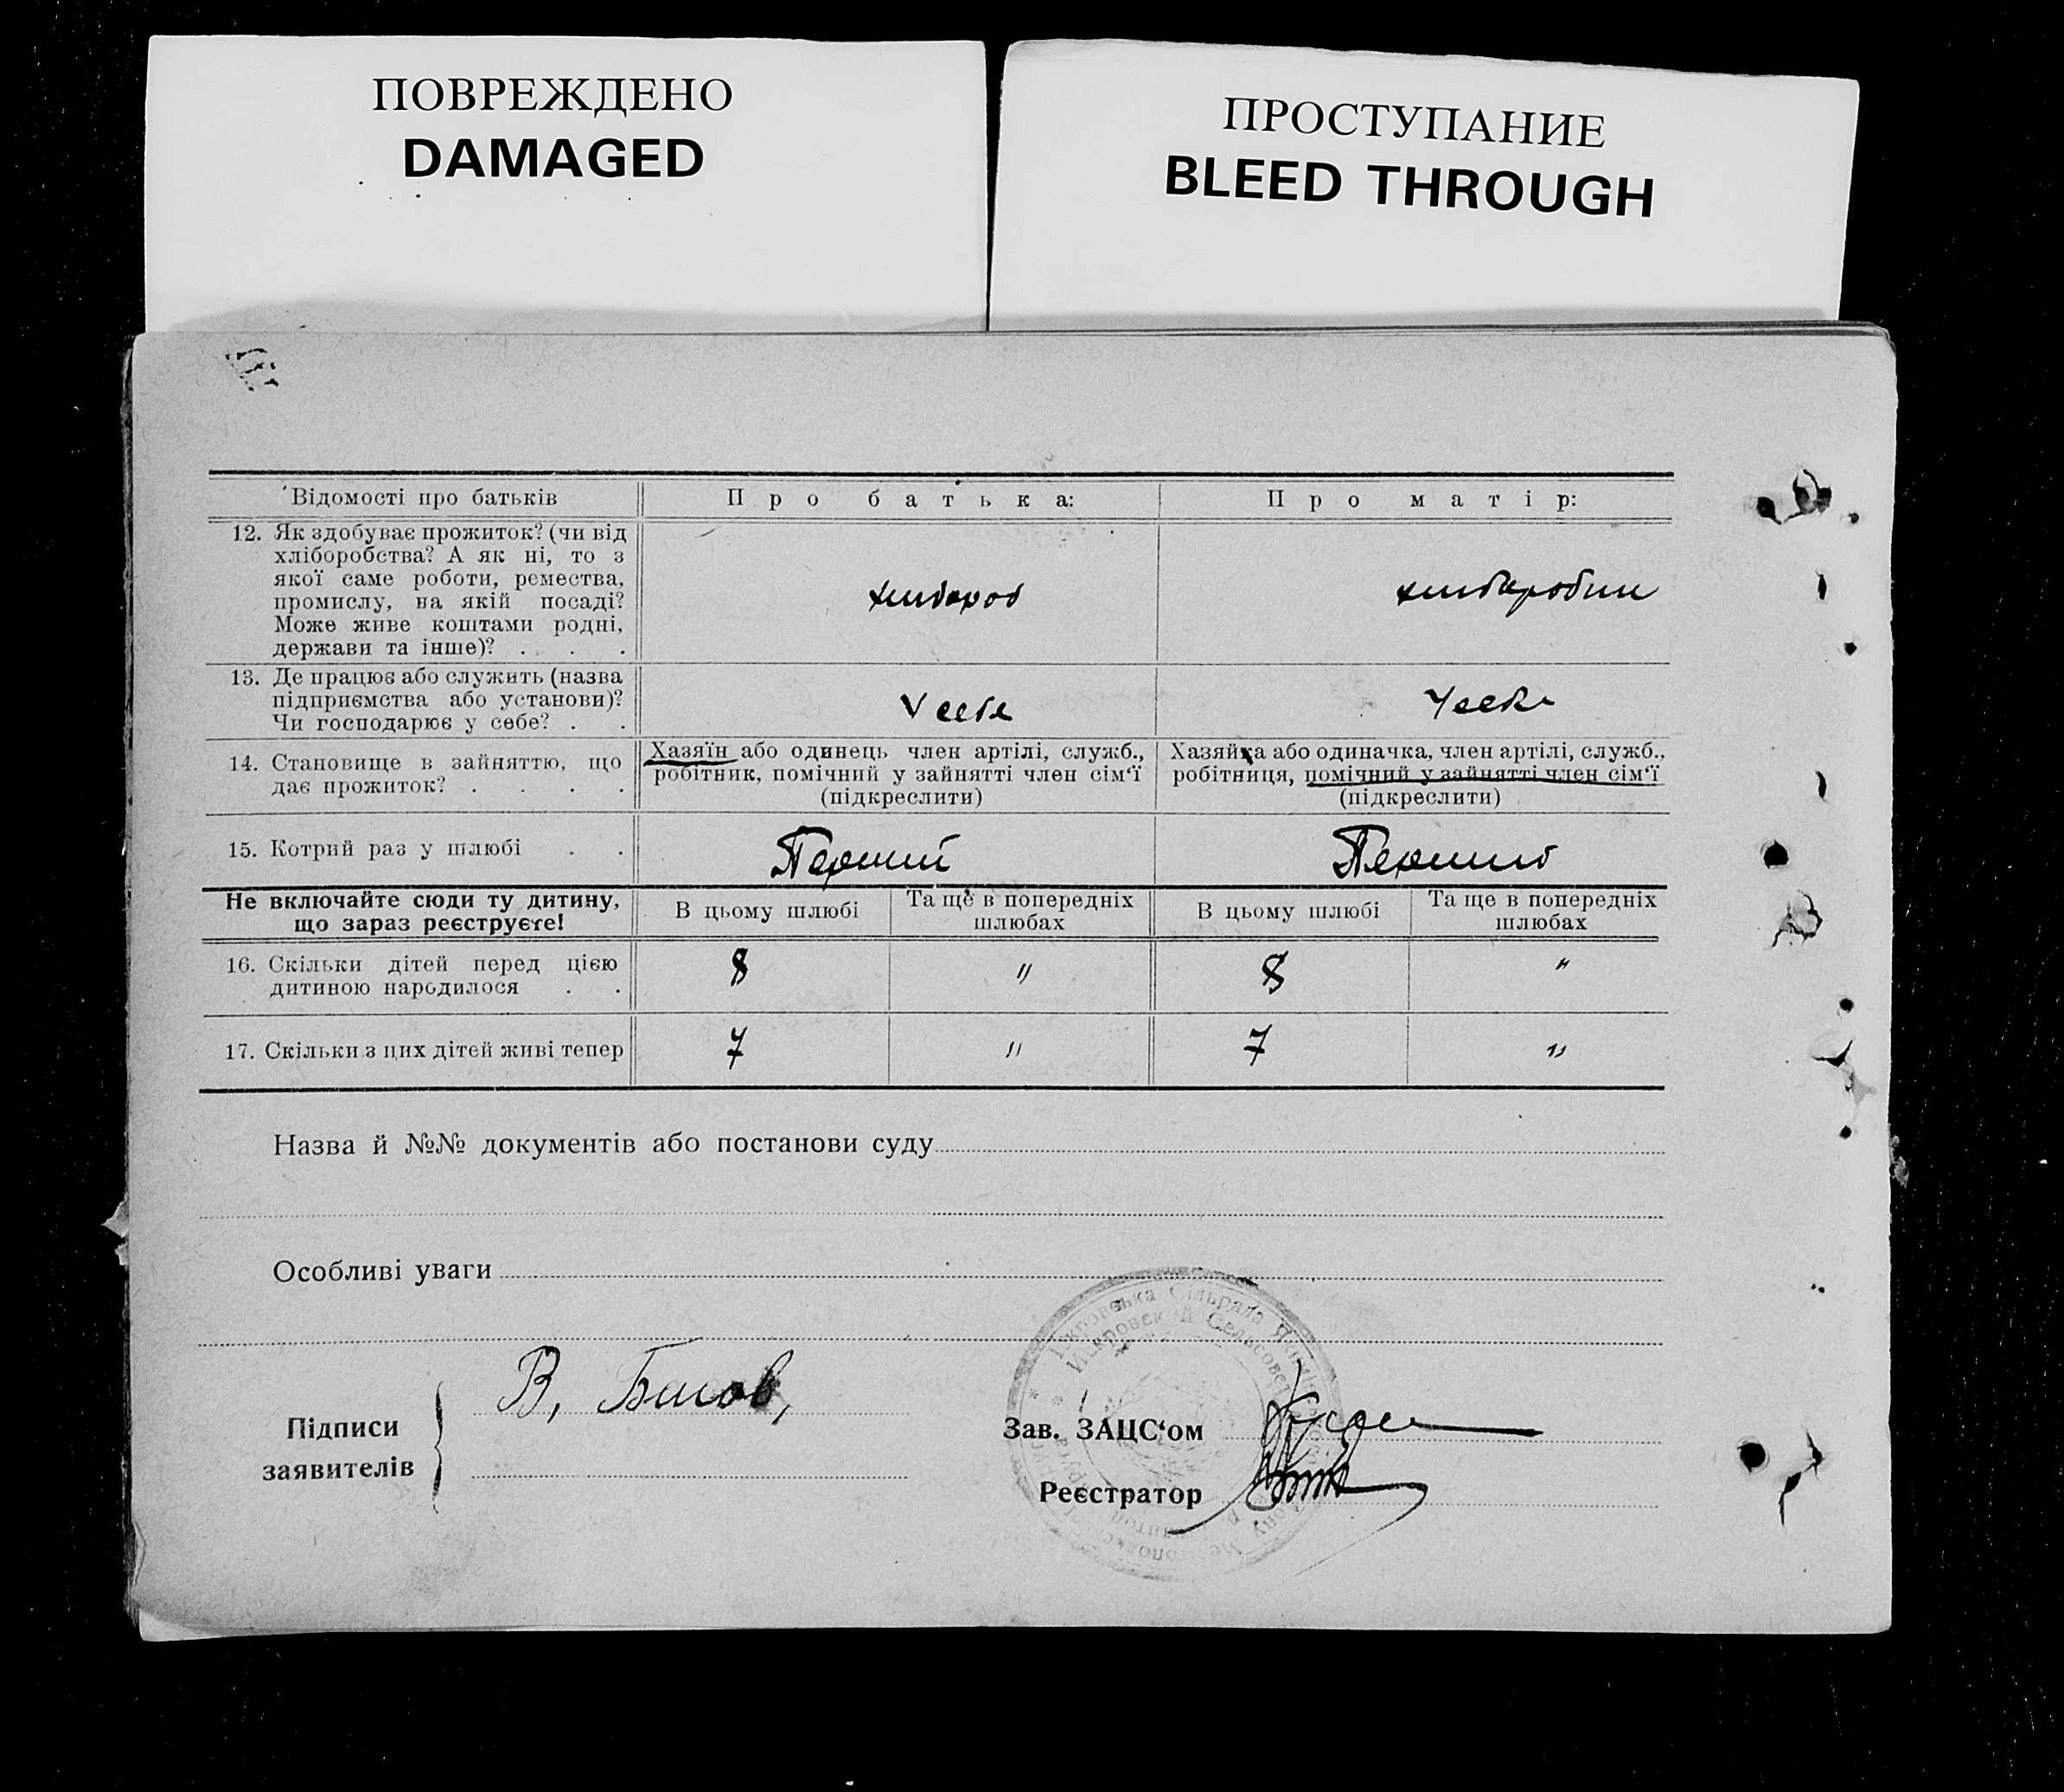 ПОВРЕЖДЕНО
DAMAGED
ПРОСТУПАНИЕ
BLEED THROUGH
Відомості про батьків
Про батька:
Про матір:
12. Як здобуває прожиток? (чи від
хліборобства? А як ні, то з
якої саме роботи, ремества,
промислу, на якій посаді?
Може живе коштами родні,
держави та інше)? . . .
хлибороб
13. Де працює або служить (назва
підприємства або установи)?
Чи господарює у себе? . .
У себе
У себе
14. Становище в зайняттю, що
дає прожиток? . . . .
Хазяїн або одинець член артілі, служб.,
робітник, помічний у зайнятті член сім'ї
(підкреслити)
Хазяйка або одиначка, член артілі, служб.,
робітниця, помічний у зайнятті член сім'ї
(підкреслити)
15. Котрий раз у шлюбі . .
Перший
Перший
Не включайте сюди ту дитину,
що зараз реєструєте!
В цьому шлюбі
Та ще в попередніх
шлюбах
В цьому шлюбі
Та ще в попередніх
шлюбах
16. Скільки дітей перед цією
дитиною народилося . .
8 " 8 "
17. Скільки з цих дітей живі тепер
7 " 7 "
Назва й №№ документів або постанови суду
Особливі уваги
Підписи
заявителів
В.
Зав. ЗАЦС'ом
Реєстратор